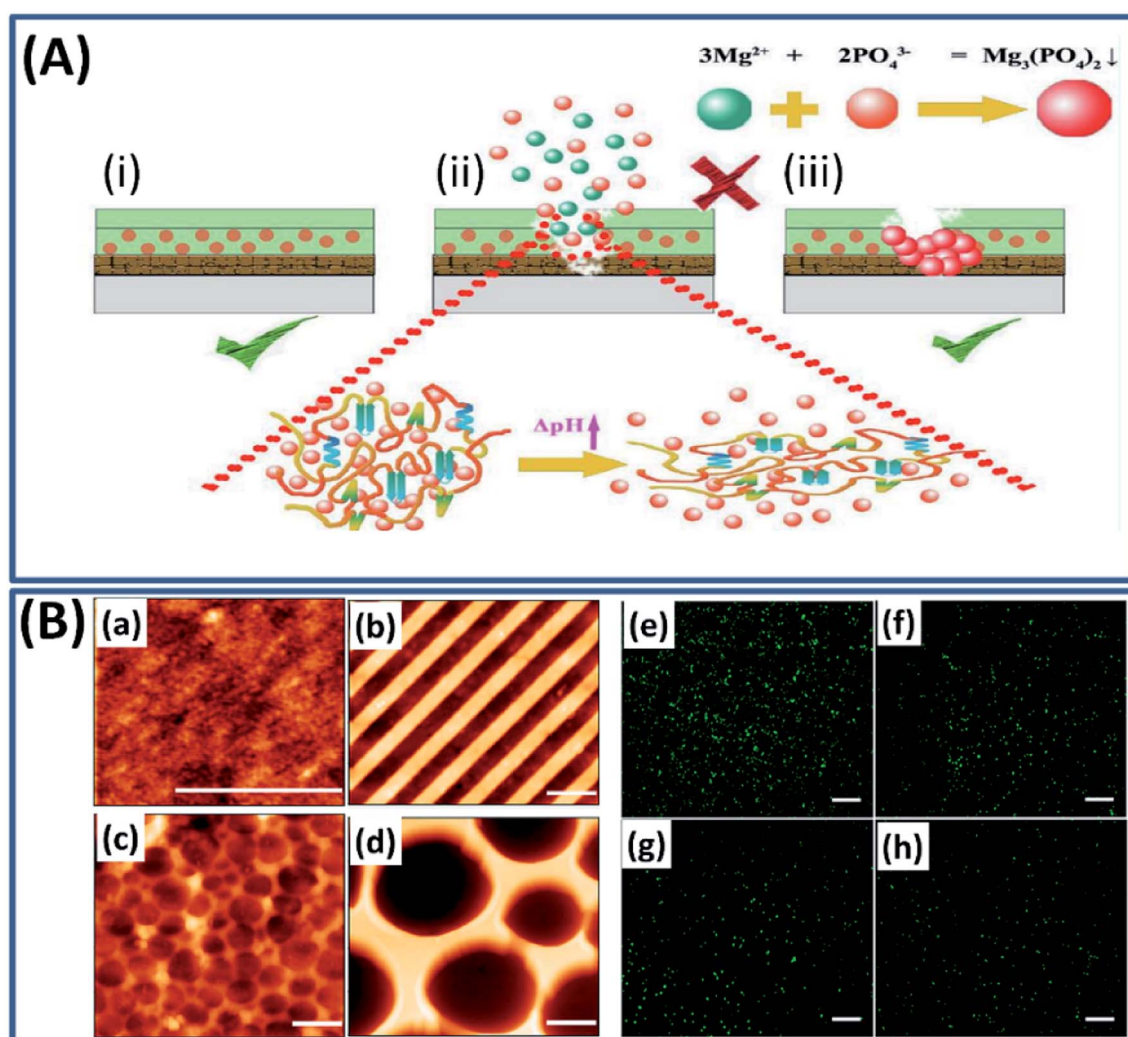 (A)
3Mg²⁺ + 2PO₄³⁻ = Mg₃(PO₄)₂↓
(i)
(ii)
(iii)
ΔpH
(B)
(a)
(b)
(e)
(f)
(c)
(d)
(g)
(h)